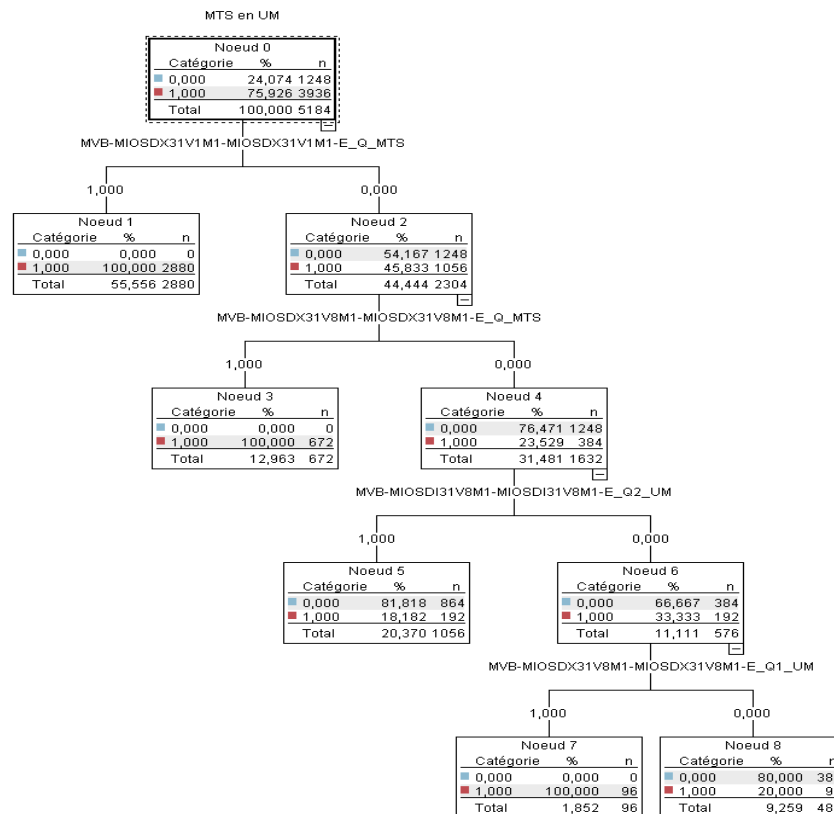 MTS en UM
Noeud 0
Catégorie % n
0,000 24,074 1248
1,000 75,926 3936
Total 100,000 5184
MVB-MIOSDX31V1M1-MIOSDX31V1M1-E_Q_MTS
1,000 0,000
Noeud 1
Catégorie % n
0,000 0,000 0
1,000 100,000 2880
Total 55,556 2880
Noeud 2
Catégorie % n
0,000 54,167 1248
1,000 45,833 1056
Total 44,444 2304
MVB-MIOSDX31V8M1-MIOSDX31V8M1-E_Q_MTS
1,000 0,000
Noeud 3
Catégorie % n
0,000 0,000 0
1,000 100,000 672
Total 12,963 672
Noeud 4
Catégorie % n
0,000 76,471 1248
1,000 23,529 384
Total 31,481 1632
MVB-MIOSDI31V8M1-MIOSDI31V8M1-E_Q2_UM
1,000 0,000
Noeud 5
Catégorie % n
0,000 81,818 864
1,000 18,182 192
Total 20,370 1056
Noeud 6
Catégorie % n
0,000 66,667 384
1,000 33,333 192
Total 11,111 576
MVB-MIOSDX31V8M1-MIOSDX31V8M1-E_Q1_UM
1,000 0,000
Noeud 7
Catégorie % n
0,000 0,000 0
1,000 100,000 96
Total 1,852 96
Noeud 8
Catégorie %
0,000 80,000 38
1,000 20,000 9
Total 9,259 48